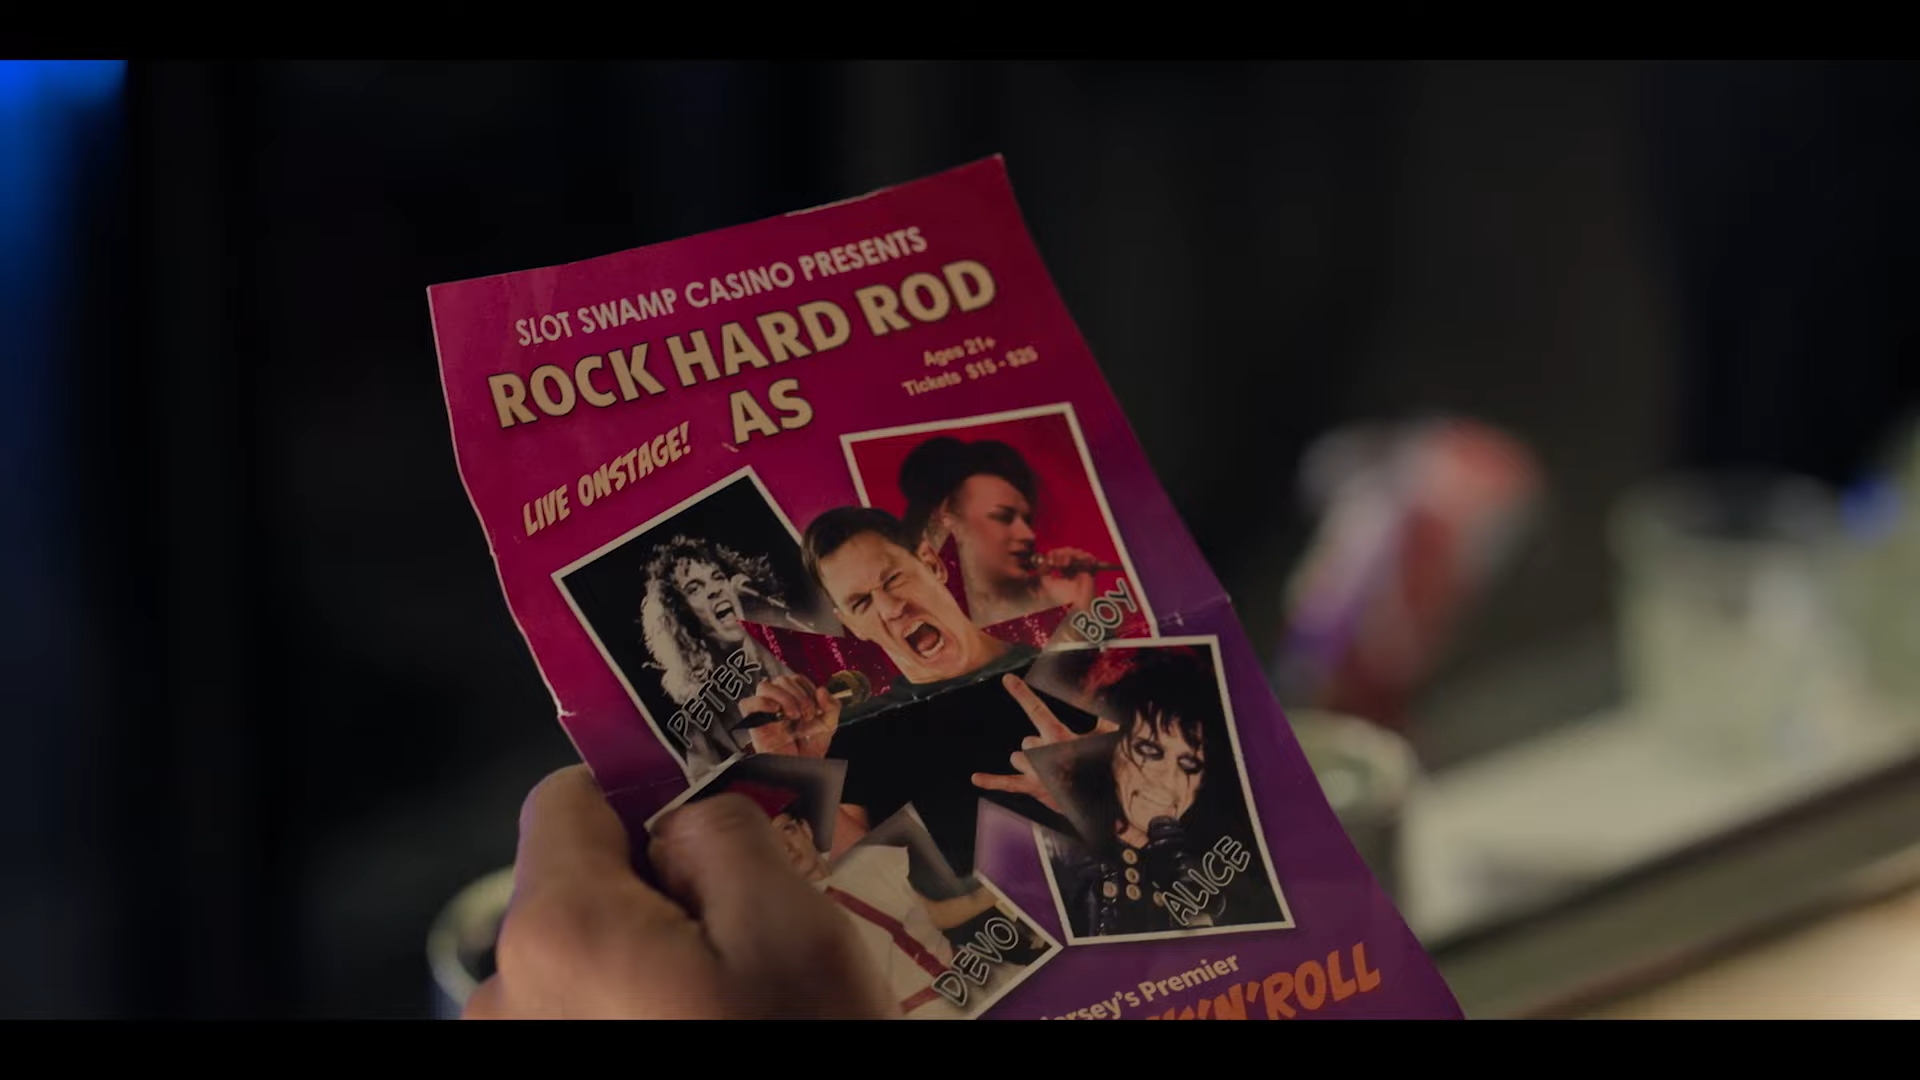 SLOT SWAMP CASINO PRESENTS
ROCK HARD ROD
AS
Ages 21+
Tickets $15 - $25
LIVE ONSTAGE!
PETER
BOY
ALICE
DEVO
Premier
'N'ROLL